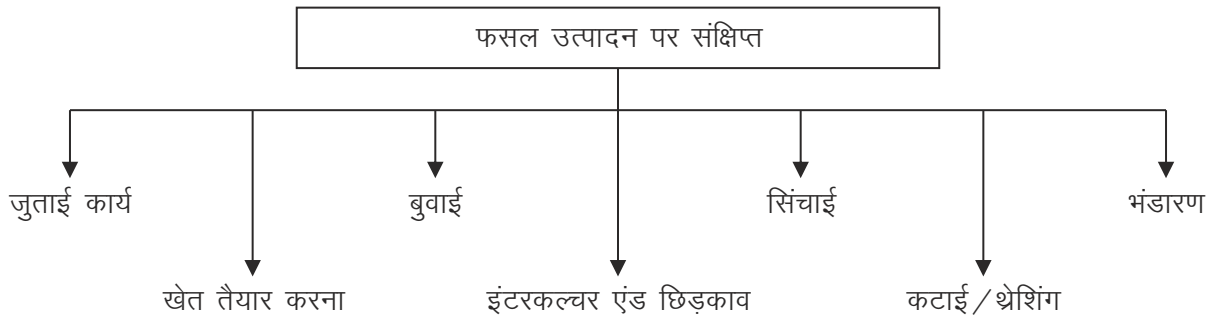 फसल उत्पादन पर संक्षिप्त
जुताई कार्य
बुवाई
सिंचाई
भंडारण
खेत तैयार करना
इंटरकल्चर एंड छिड़काव
कटाई/थ्रेशिंग